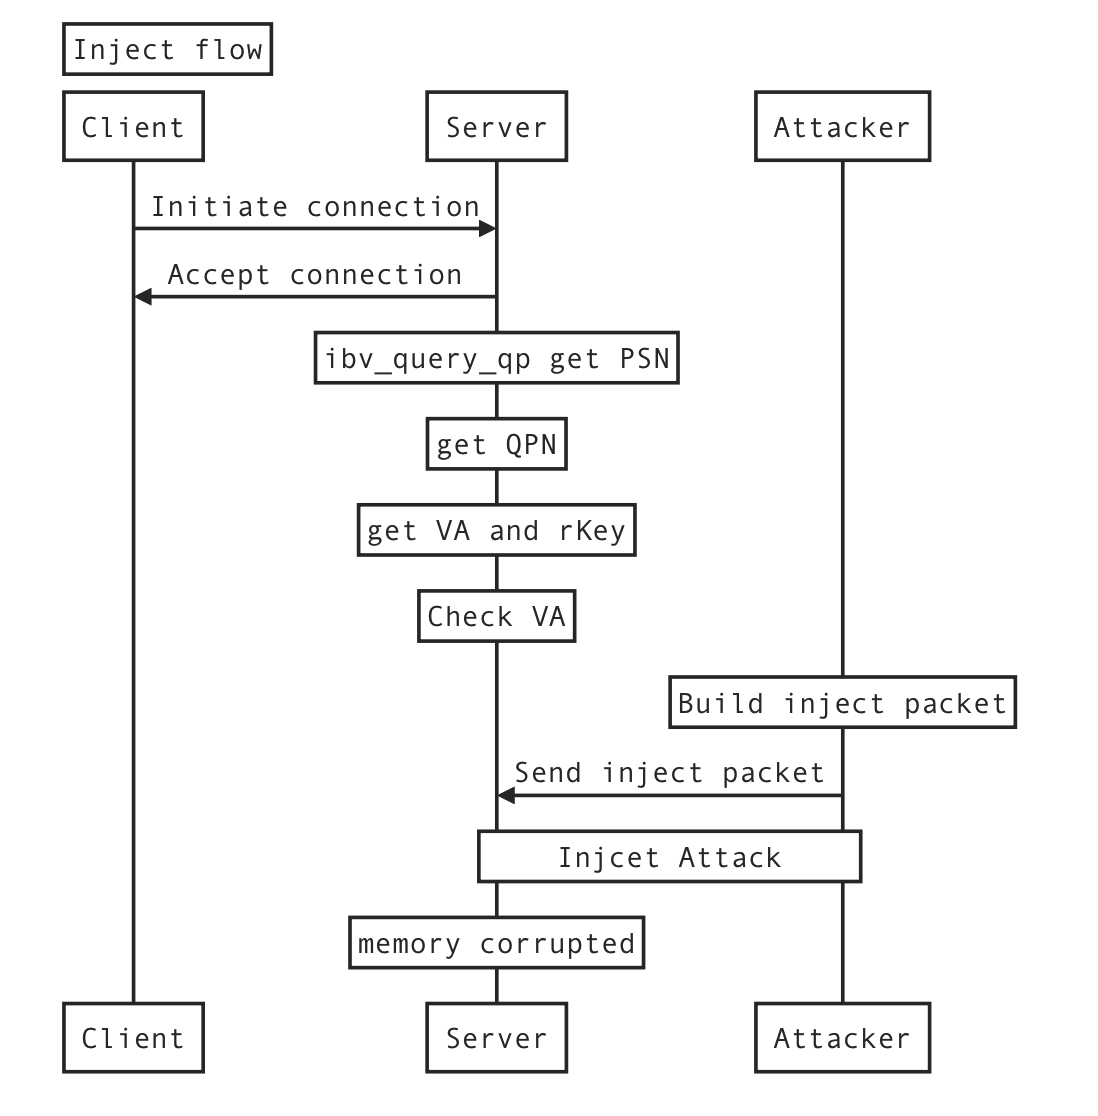 Inject flow
Client
Server
Attacker
Initiate connection
Accept connection
ibv_query_qp get PSN
get QPN
get VA and rKey
Check VA
Build inject packet
Send inject packet
Injcet Attack
memory corrupted
Client
Server
Attacker